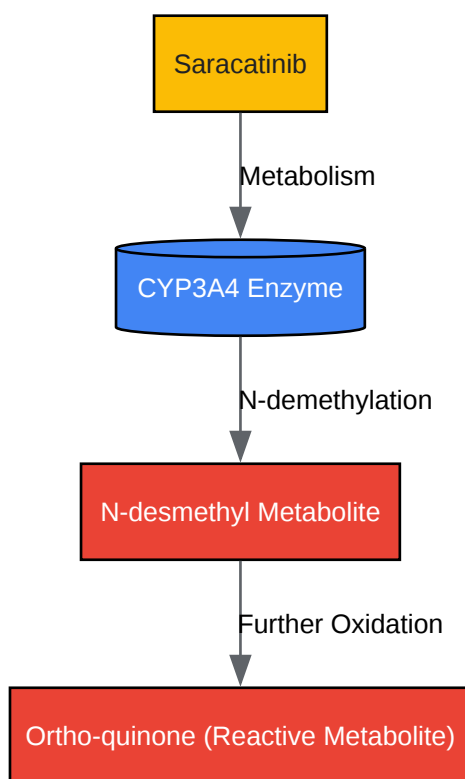 Saracatinib
Metabolism
CYP3A4 Enzyme
N-demethylation
N-desmethyl Metabolite
Further Oxidation
Ortho-quinone (Reactive Metabolite)